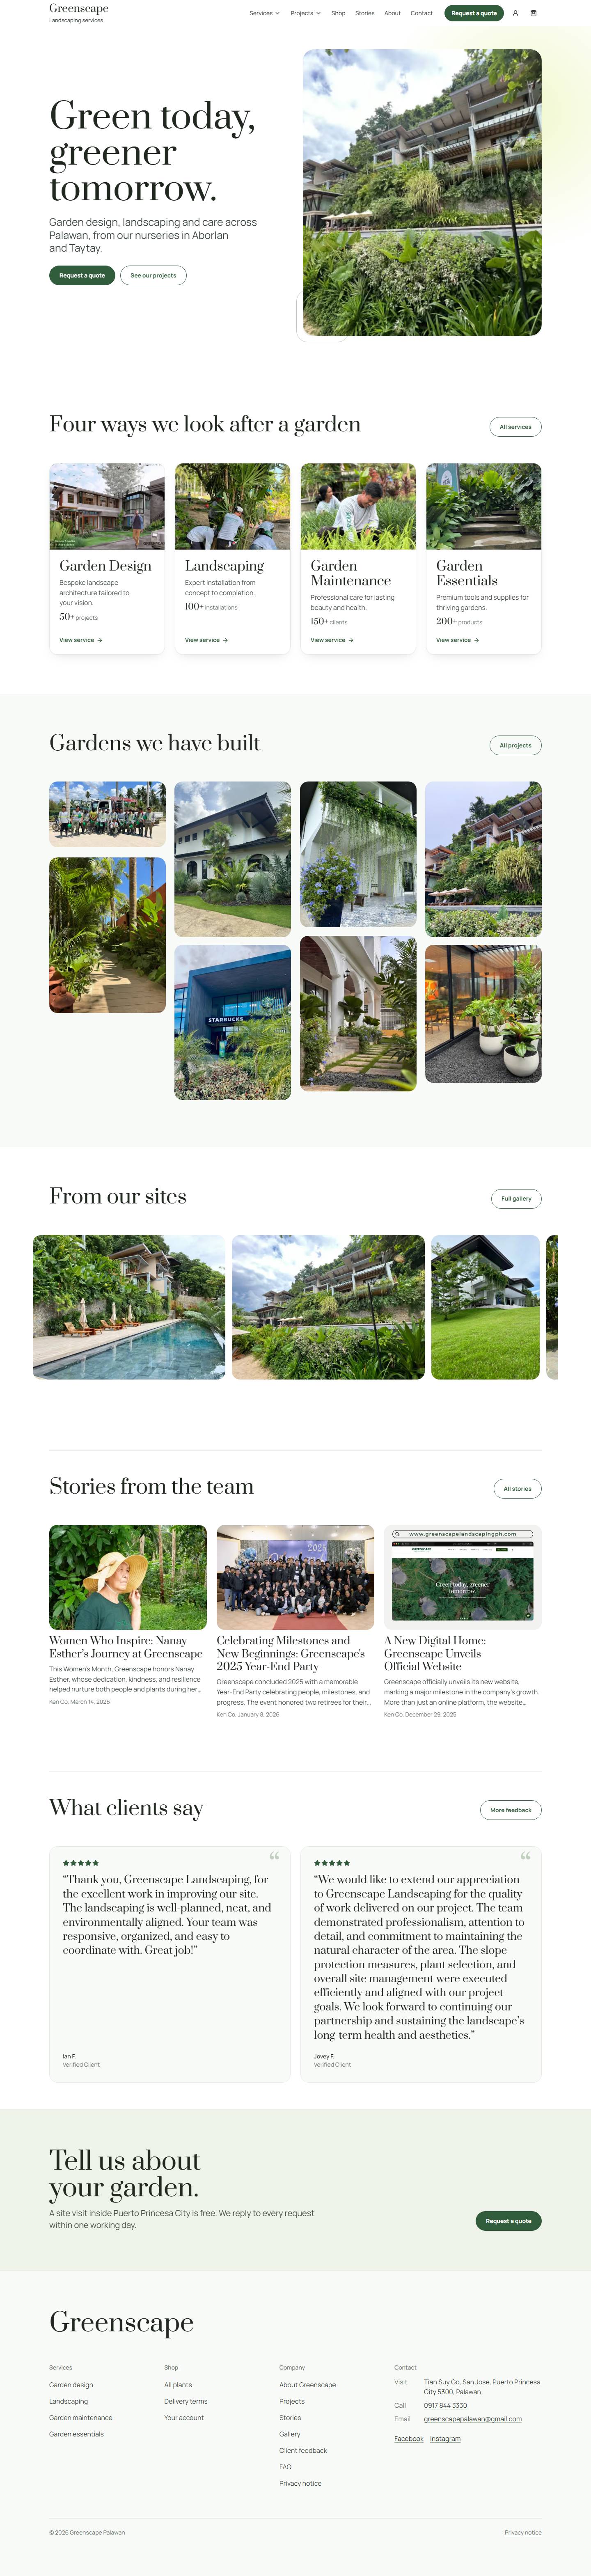 Greenscape
Landscaping services
Services
Projects
Shop
Stories
About
Contact
Request a quote
Green today,
greener
tomorrow.
Garden design, landscaping and care across
Palawan, from our nurseries in Aborlan
and Taytay.
Request a quote
See our projects
Four ways we look after a garden
All services
Garden Design
Bespoke landscape
architecture tailored to
your vision.
50+ projects
View service
Landscaping
Expert installation from
concept to completion.
100+ installations
View service
Garden
Maintenance
Professional care for lasting
beauty and health.
150+ clients
View service
Garden
Essentials
Premium tools and supplies for
thriving gardens.
200+ products
View service
Gardens we have built
All projects
STARBUCKS
From our sites
Full gallery
Stories from the team
All stories
2025
www.greenscapelandscapingph.com
GREENSCAPE
Green today, greener
tomorrow.
Women Who Inspire: Nanay
Esther's Journey at Greenscape
This Women's Month, Greenscape honors Nanay
Esther, whose dedication, kindness, and resilience
helped nurture both people and plants during her...
Ken Co, March 14, 2026
Celebrating Milestones and
New Beginnings: Greenscape's
2025 Year-End Party
Greenscape concluded 2025 with a memorable
Year-End Party celebrating people, milestones, and
progress. The event honored two retirees for their...
Ken Co, January 8, 2026
A New Digital Home:
Greenscape Unveils
Official Website
Greenscape officially unveils its new website,
marking a major milestone in the company's growth.
More than just an online platform, the website...
Ken Co, December 29, 2025
What clients say
More feedback
“Thank you, Greenscape Landscaping, for
the excellent work in improving our site.
The landscaping is well-planned, neat, and
environmentally aligned. Your team was
responsive, organized, and easy to
coordinate with. Great job!”
Ian F.
Verified Client
“We would like to extend our appreciation
to Greenscape Landscaping for the quality
of work delivered on our project. The team
demonstrated professionalism, attention to
detail, and commitment to maintaining the
natural character of the area. The slope
protection measures, plant selection, and
overall site management were executed
efficiently and aligned with our project
goals. We look forward to continuing our
partnership and sustaining the landscape's
long-term health and aesthetics.”
Jovey F.
Verified Client
Tell us about
your garden.
A site visit inside Puerto Princesa City is free. We reply to every request
within one working day.
Request a quote
Greenscape
Services
Garden design
Landscaping
Garden maintenance
Garden essentials
Shop
All plants
Delivery terms
Your account
Company
About Greenscape
Projects
Stories
Gallery
Client feedback
FAQ
Privacy notice
Contact
Visit Tian Suy Go, San Jose, Puerto Princesa
City 5300, Palawan
Call 0917 844 3330
Email greenscapepalawan@gmail.com
Facebook Instagram
© 2026 Greenscape Palawan
Privacy notice